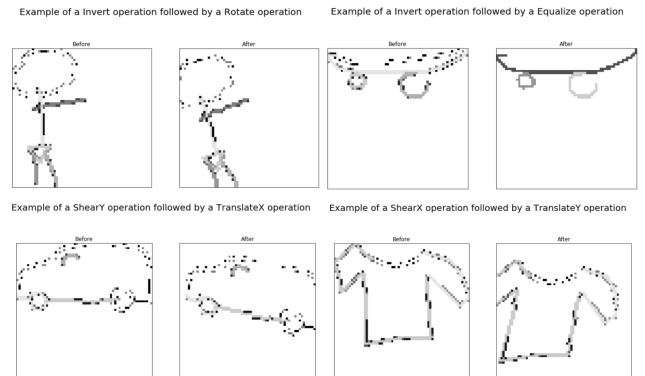 Example of a Invert operation followed by a Rotate operation
Example of a Invert operation followed by a Equalize operation
Before
After
Before
After
Example of a ShearY operation followed by a TranslateX operation
Example of a ShearX operation followed by a TranslateY operation
Before
After
Before
After